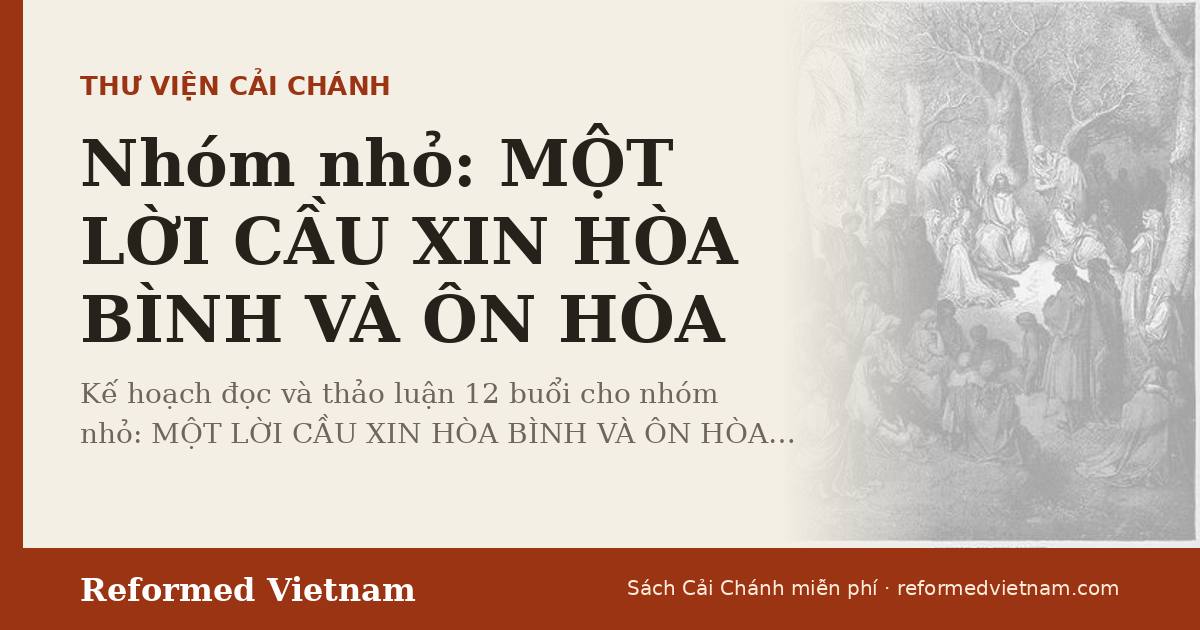 THƯ VIỆN CẢI CHÁNH
Nhóm nhỏ: MỘT
LỜI CẦU XIN HÒA
BÌNH VÀ ÔN HÒA
Kế hoạch đọc và thảo luận 12 buổi cho nhóm
nhỏ: MỘT LỜI CẦU XIN HÒA BÌNH VÀ ÔN HÒA...
Reformed Vietnam
Sách Cải Chánh miễn phí · reformedvietnam.com